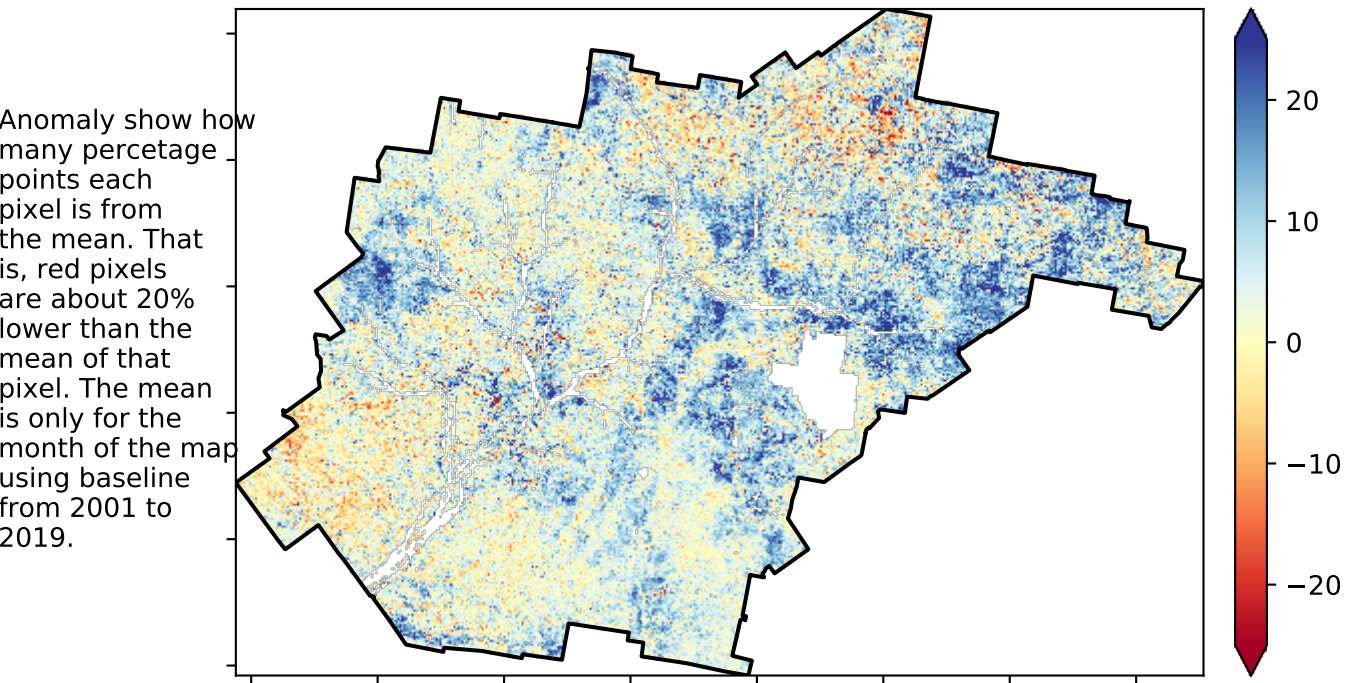 Anomaly show how
many percetage
points each
pixel is from
the mean. That
is, red pixels
are about 20%
lower than the
mean of that
pixel. The mean
is only for the
month of the map
using baseline
from 2001 to
2019.
20
10
0
−10
−20